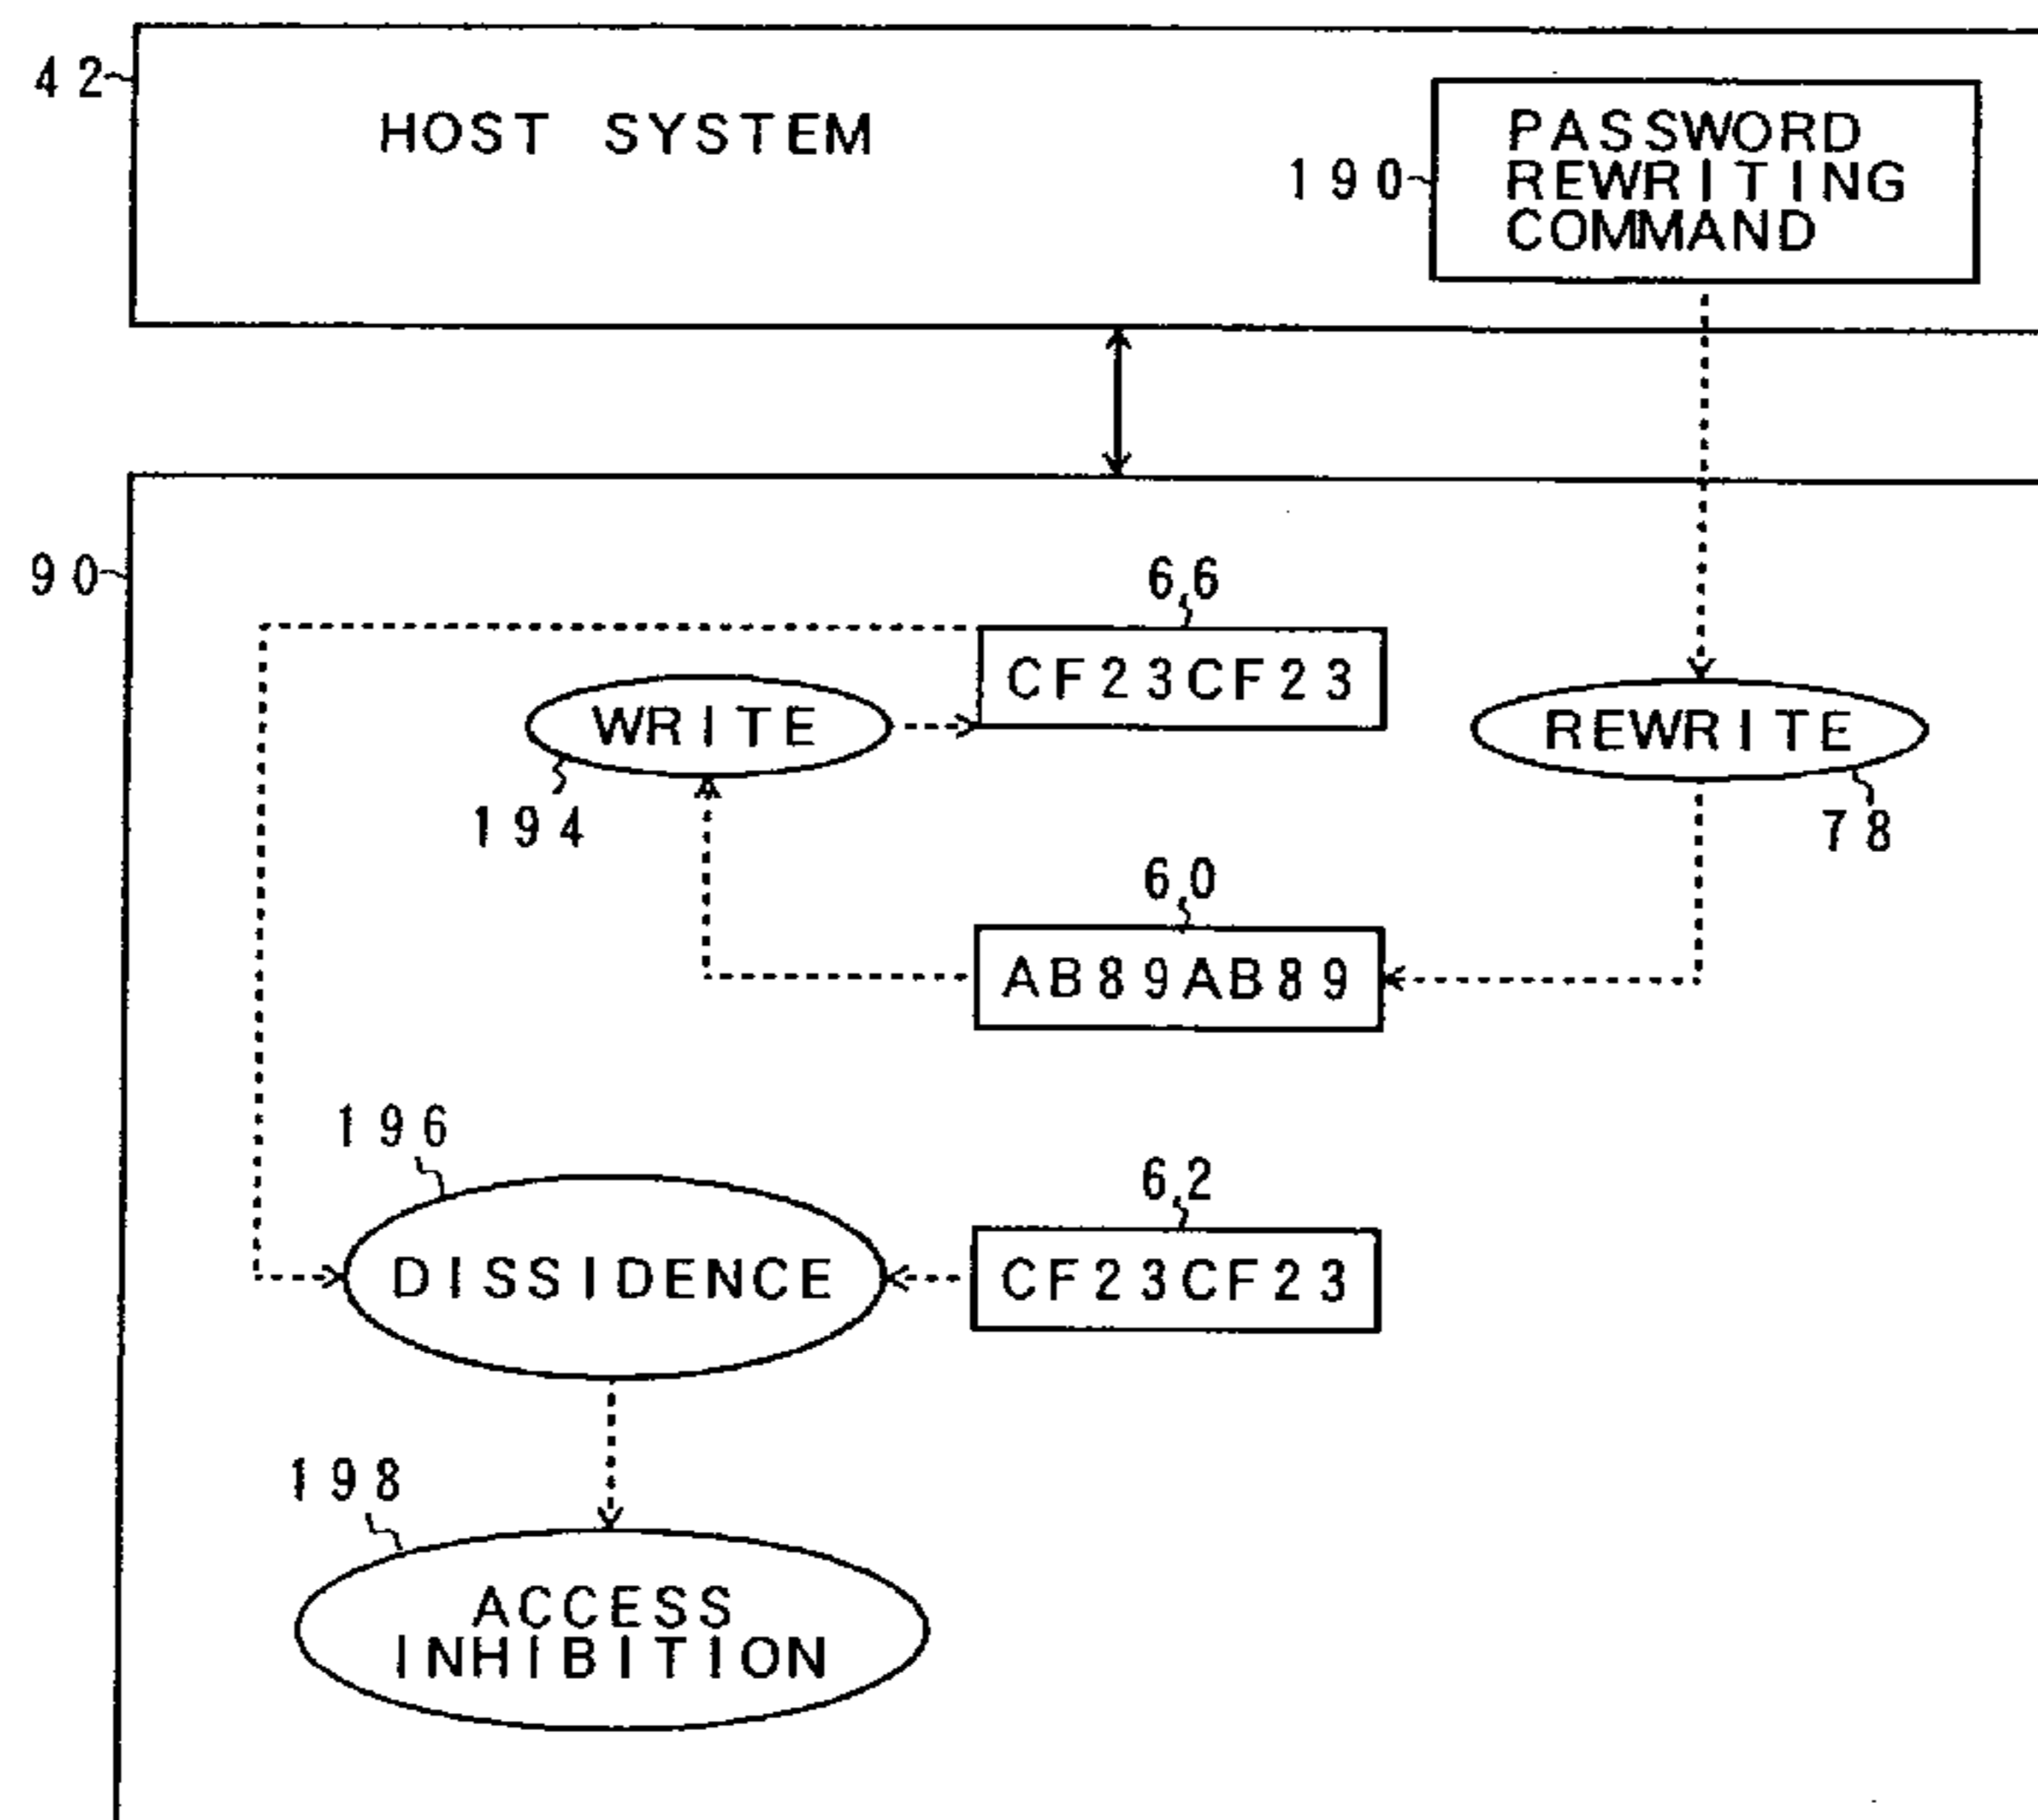 42
HOST SYSTEM
190
PASSWORD
REWRITING
COMMAND
90
66
CF23CF23
WRITE
REWRITE
194
78
60
AB89AB89
196
62
DISSIDENCE
CF23CF23
198
ACCESS
INHIBITION